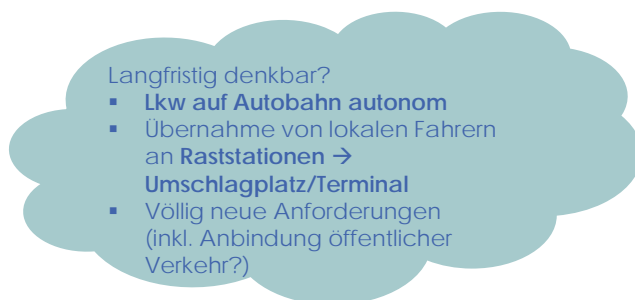 Langfristig denkbar?
▪ Lkw auf Autobahn autonom
▪ Übernahme von lokalen Fahrern
an Raststationen →
Umschlagplatz/Terminal
▪ Völlig neue Anforderungen
(inkl. Anbindung öffentlicher
Verkehr?)